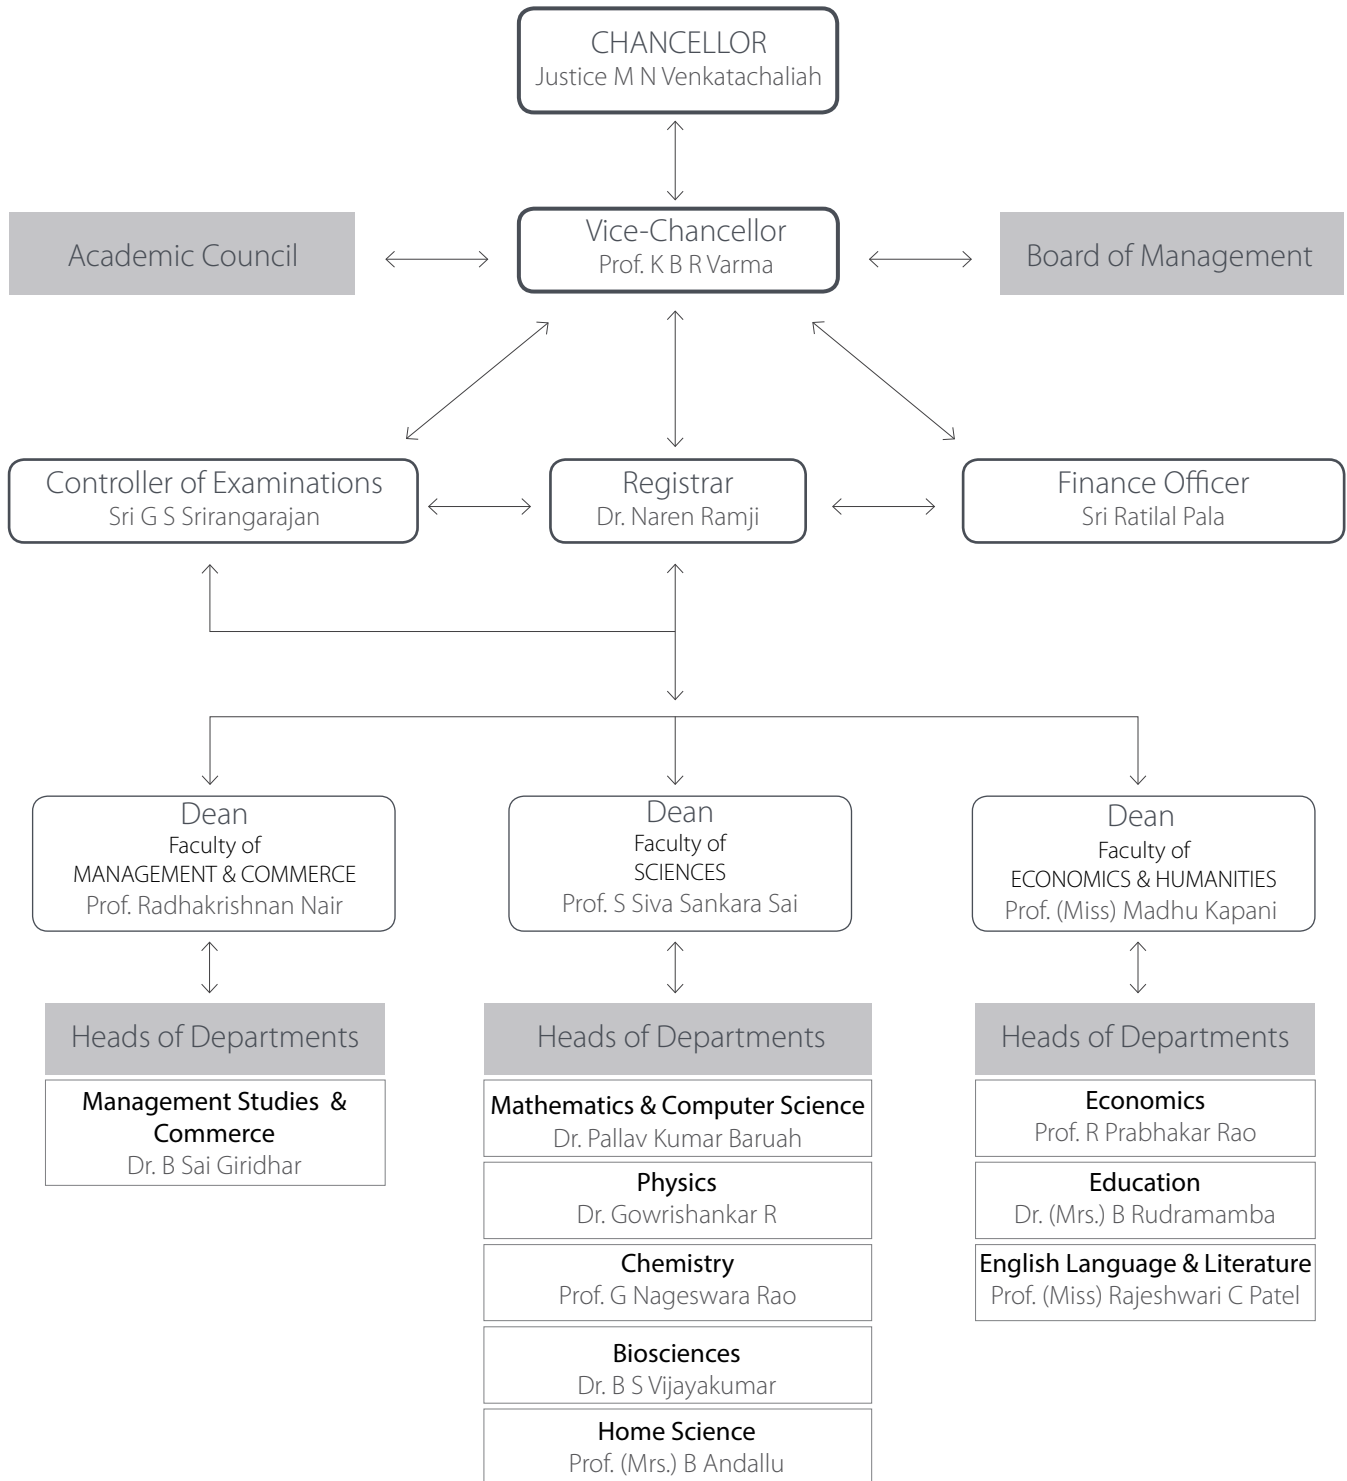 CHANCELLOR
Justice M N Venkatachaliah
Academic Council
Vice-Chancellor
Prof. K B R Varma
Board of Management
Controller of Examinations
Sri G S Srirangarajan
Registrar
Dr. Naren Ramji
Finance Officer
Sri Ratilal Pala
Dean
Faculty of
MANAGEMENT & COMMERCE
Prof. Radhakrishnan Nair
Dean
Faculty of
SCIENCES
Prof. S Siva Sankara Sai
Dean
Faculty of
ECONOMICS & HUMANITIES
Prof. (Miss) Madhu Kapani
Heads of Departments
Management Studies &
Commerce
Dr. B Sai Giridhar
Heads of Departments
Mathematics & Computer Science
Dr. Pallav Kumar Baruah
Physics
Dr. Gowrishankar R
Chemistry
Prof. G Nageswara Rao
Biosciences
Dr. B S Vijayakumar
Home Science
Prof. (Mrs.) B Andallu
Heads of Departments
Economics
Prof. R Prabhakar Rao
Education
Dr. (Mrs.) B Rudramamba
English Language & Literature
Prof. (Miss) Rajeshwari C Patel